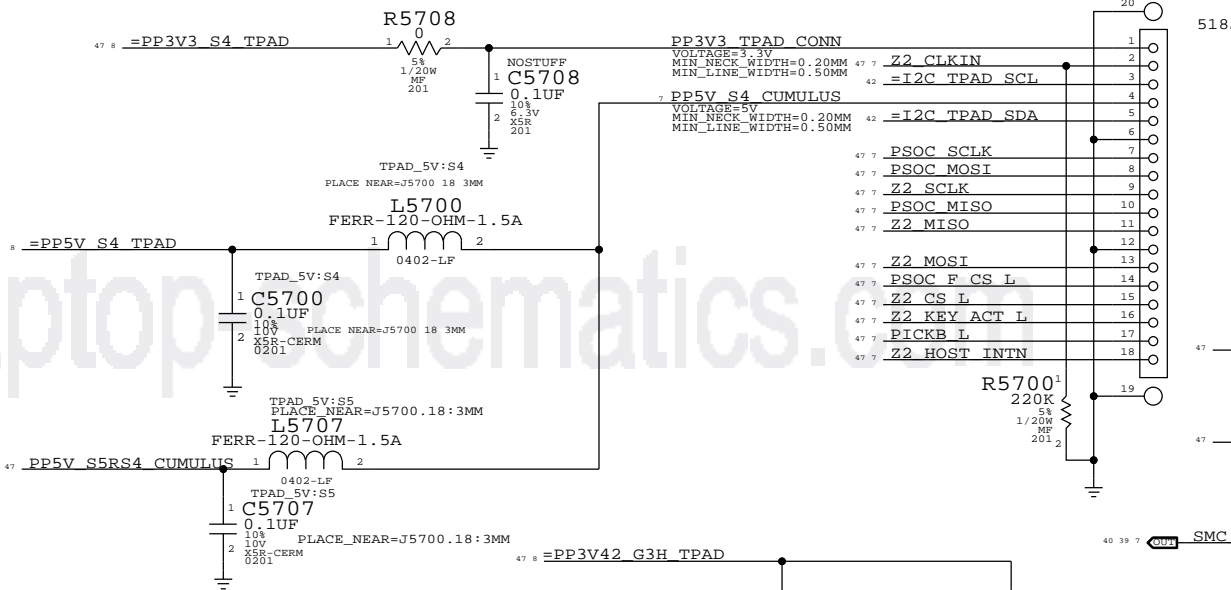 20
518
R5708
0
47 8 =PP3V3_S4_TPAD 1 2
5%
1/20W
MF
201
NOSTUFF
1 C5708
0.1UF
10%
6.3V
2 X5R
201
PP3V3_TPAD_CONN
VOLTAGE=3.3V
MIN_NECK_WIDTH=0.20MM
MIN_LINE_WIDTH=0.50MM
7 PP5V_S4_CUMULUS
VOLTAGE=5V
MIN_NECK_WIDTH=0.20MM
MIN_LINE_WIDTH=0.50MM
1
47 7 Z2_CLKIN 2
42 =I2C_TPAD_SCL 3
4
42 =I2C_TPAD_SDA 5
6
47 7 PSOC_SCLK 7
47 7 PSOC_MOSI 8
47 7 Z2_SCLK 9
47 7 PSOC_MISO 10
47 7 Z2_MISO 11
12
47 7 Z2_MOSI 13
47 7 PSOC_F_CS_L 14
47 7 Z2_CS_L 15
47 7 Z2_KEY_ACT_L 16
47 7 PICKB_L 17
47 7 Z2_HOST_INTN 18
19
47
47
R5700 1
220K
5%
1/20W
MF
201 2
TPAD_5V:S4
PLACE NEAR=J5700 18 3MM
L5700
FERR-120-OHM-1.5A
8 =PP5V_S4_TPAD 1 2
0402-LF
TPAD_5V:S4
1 C5700
0.1UF
10%
10V PLACE NEAR=J5700 18 3MM
2 X5R-CERM
0201
laptop-schematics.com
TPAD_5V:S5
PLACE_NEAR=J5700.18:3MM
L5707
FERR-120-OHM-1.5A
47 PP5V_S5RS4_CUMULUS 1 2
0402-LF
TPAD_5V:S5
1 C5707
0.1UF
10%
10V PLACE_NEAR=J5700.18:3MM
2 X5R-CERM
0201
47 8 =PP3V42_G3H_TPAD
40 39 7 OUT SMC